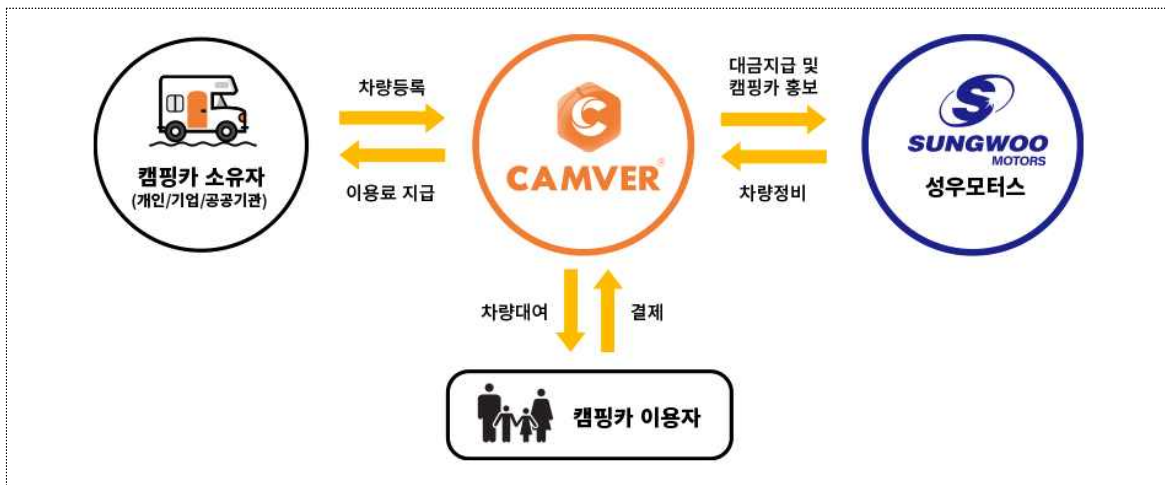 차량등록
이용료 지급
캠핑카 소유자
(개인/기업/공공기관)
C
CAMVER®
대금지급 및
캠핑카 홍보
차량정비
S
SUNGWOO
MOTORS
성우모터스
차량대여
결제
캠핑카 이용자